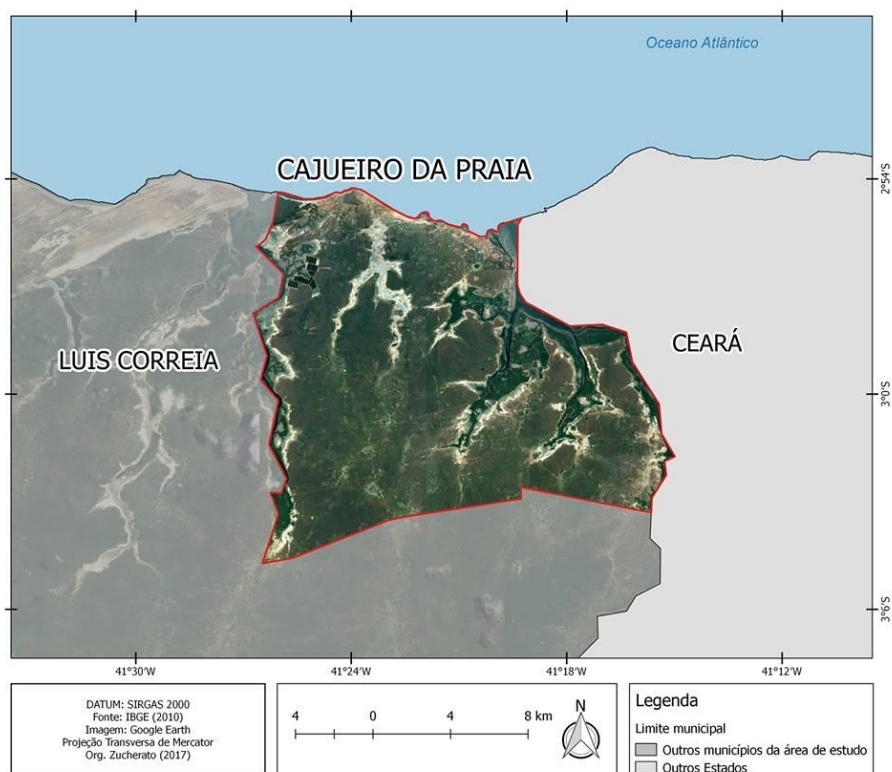 Oceano Atlântico
CAJUEIRO DA PRAIA
2°54'S
CEARÁ
LUIS CORREIA
3°0'S
3°6'S
41°30'W
41°24'W
41°18'W
41°12'W
DATUM: SIRGAS 2000
Fonte: IBGE (2010)
Imagem: Google Earth
Projeção Transversa de Mercator
Org. Zucherato (2017)
4 0 4 8 km
N
Legenda
Limite municipal
Outros municípios da área de estudo
Outros Estados